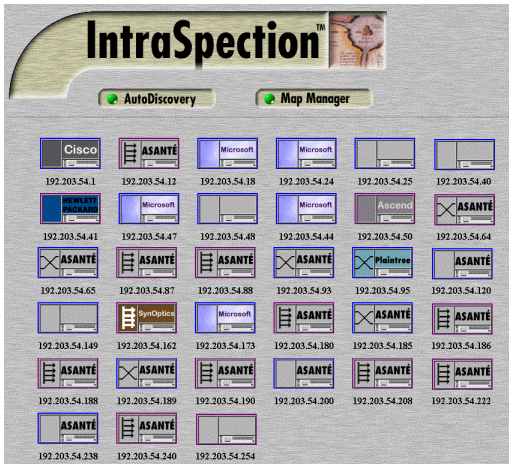 IntraSpection™
AutoDiscovery Map Manager
Cisco ASANTÉ Microsoft Microsoft
192.203.54.1 192.203.54.12 192.203.54.18 192.203.54.24 192.203.54.25 192.203.54.40
HEWLETT PACKARD Microsoft Microsoft Ascend ASANTÉ
192.203.54.41 192.203.54.47 192.203.54.48 192.203.54.44 192.203.54.50 192.203.54.64
ASANTÉ ASANTÉ ASANTÉ ASANTÉ Plaintree ASANTÉ
192.203.54.65 192.203.54.87 192.203.54.88 192.203.54.93 192.203.54.95 192.203.54.120
SynOptics Microsoft ASANTÉ ASANTÉ ASANTÉ
192.203.54.149 192.203.54.162 192.203.54.173 192.203.54.180 192.203.54.185 192.203.54.186
ASANTÉ ASANTÉ ASANTÉ ASANTÉ ASANTÉ ASANTÉ
192.203.54.188 192.203.54.189 192.203.54.190 192.203.54.200 192.203.54.208 192.203.54.222
ASANTÉ ASANTÉ
192.203.54.238 192.203.54.240 192.203.54.254